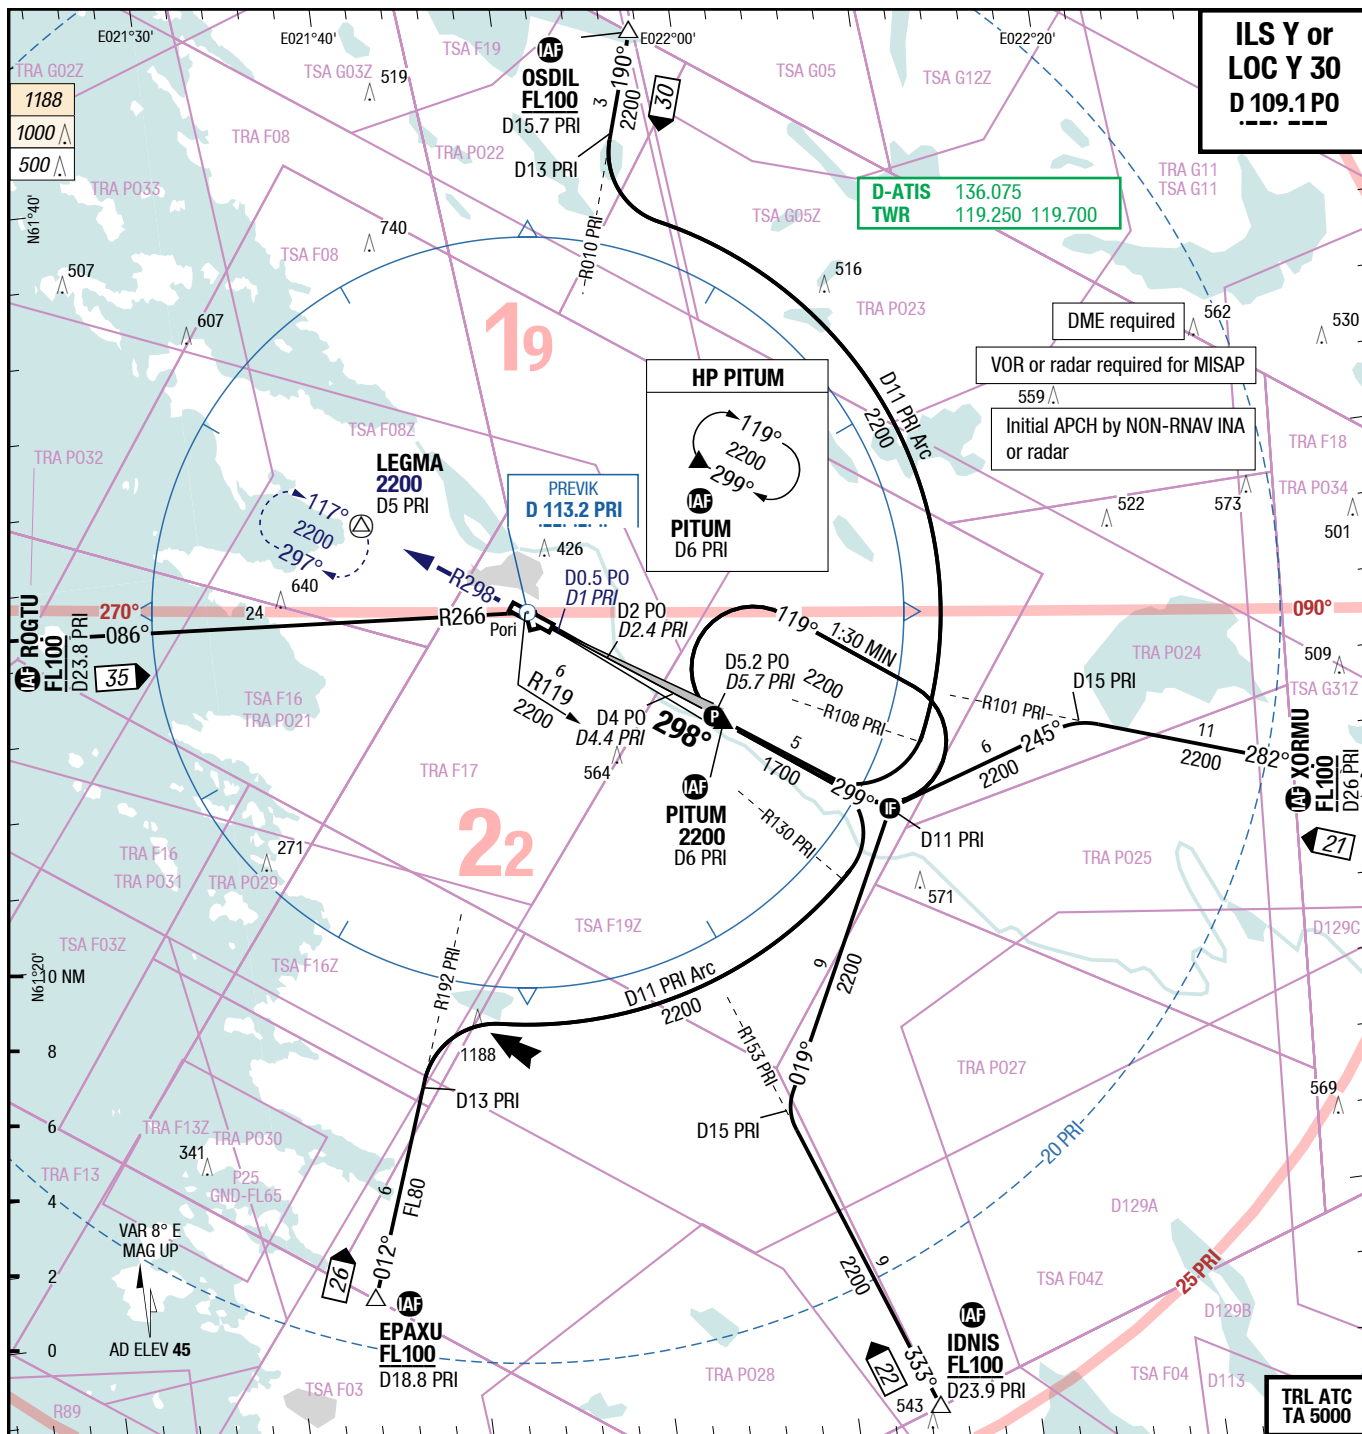 E021°30'
E021°40'
E022°00'
E022°20'
ILS Y or
LOC Y 30
D 109.1 PO
TSA F19
TRA G02Z
TSA G03Z
519
IAF
OSDIL
FL100
D15.7 PRI
190°
3
2200
30
TSA G05
TSA G12Z
1188
1000
500
TRA F08
TRA PO22
D13 PRI
TRA G11
TSA G11
TRA PO33
D-ATIS 136.075
TWR 119.250 119.700
N61°40'
TSA G05Z
740
TSA F08
R010 PRI
507
516
TRA PO23
607
19
DME required
562
530
VOR or radar required for MISAP
HP PITUM
559
D11 PRI Arc
2200
Initial APCH by NON-RNAV INA
or radar
119°
2200
299°
IAF
PITUM
D6 PRI
TSA F08Z
TRA F18
TRA PO32
LEGMA
2200
D5 PRI
PREVIK
D 113.2 PRI
573
TRA PO34
117°
2200
297°
522
501
426
R298
D0.5 PO
D1 PRI
640
D2 PO
D2.4 PRI
IAF ROGTU
FL100
D23.8 PRI
270°
24
086°
R266
Pori
090°
119°
1:30 MIN
2200
35
6
R119
2200
D5.2 PO
D5.7 PRI
TRA PO24
509
TSA G31Z
TSA F16
TRA PO21
R101 PRI
D15 PRI
R108 PRI
D4 PO
D4.4 PRI
298°
P
5
1700
299°
6
245°
2200
11
2200
282°
IAF XORMU
FL100
D26 PRI
21
564
TRA F17
IAF
PITUM
2200
D6 PRI
IF
D11 PRI
R130 PRI
22
TRA F16
TRA PO31
TRA PO29
271
TRA PO25
571
TSA F19Z
TSA F03Z
TSA F16Z
D129C
N61°20'
10 NM
R192 PRI
D11 PRI Arc
2200
9
2200
8
1188
R153 PRI
019°
TRA PO27
D13 PRI
569
6
TRA F13Z
TRA PO30
D15 PRI
341
20 PRI
TRA F13
P25
GND-FL65
6
FL80
4
D129A
VAR 8° E
MAG UP
012°
26
9
2200
TSA F04Z
25 PRI
2
IAF
EPAXU
FL100
D18.8 PRI
IAF
IDNIS
FL100
D23.9 PRI
D129B
0
AD ELEV 45
333°
22
TRA PO28
TSA F04
D113
TSA F03
543
R89
TRL ATC
TA 5000